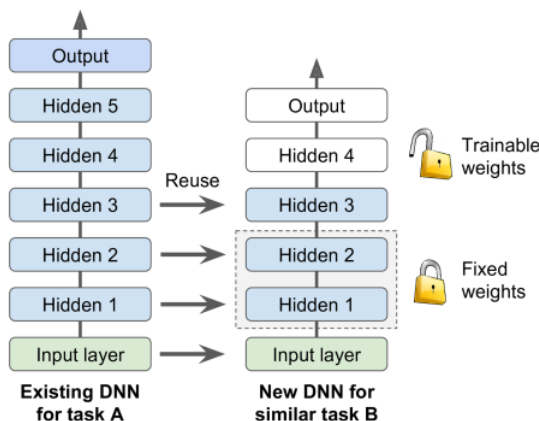 Output
Hidden 5
Hidden 4
Hidden 3
Hidden 2
Hidden 1
Input layer
Existing DNN
for task A
Reuse
Output
Hidden 4
Hidden 3
Hidden 2
Hidden 1
Input layer
New DNN for
similar task B
Trainable
weights
Fixed
weights